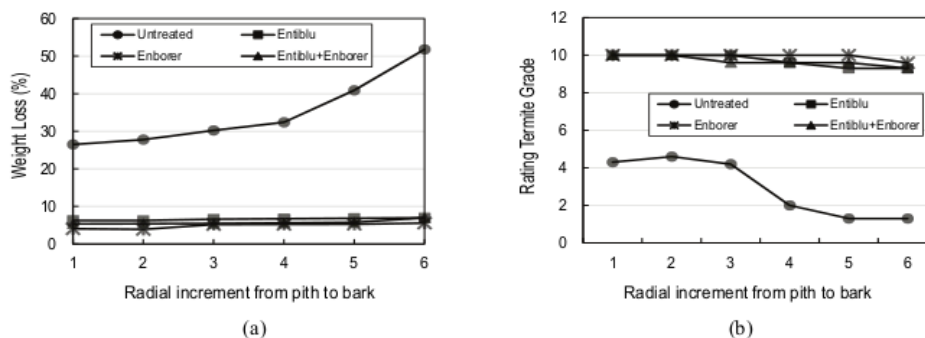 60
50
40
30
20
10
0
Weight Loss (%)
Untreated Entiblu
Enborer Entiblu+Enborer
1 2 3 4 5 6
Radial increment from pith to bark
(a)
12
10
8
6
4
2
0
Rating Termite Grade
Untreated Entiblu
Enborer Entiblu+Enborer
1 2 3 4 5 6
Radial increment from pith to bark
(b)